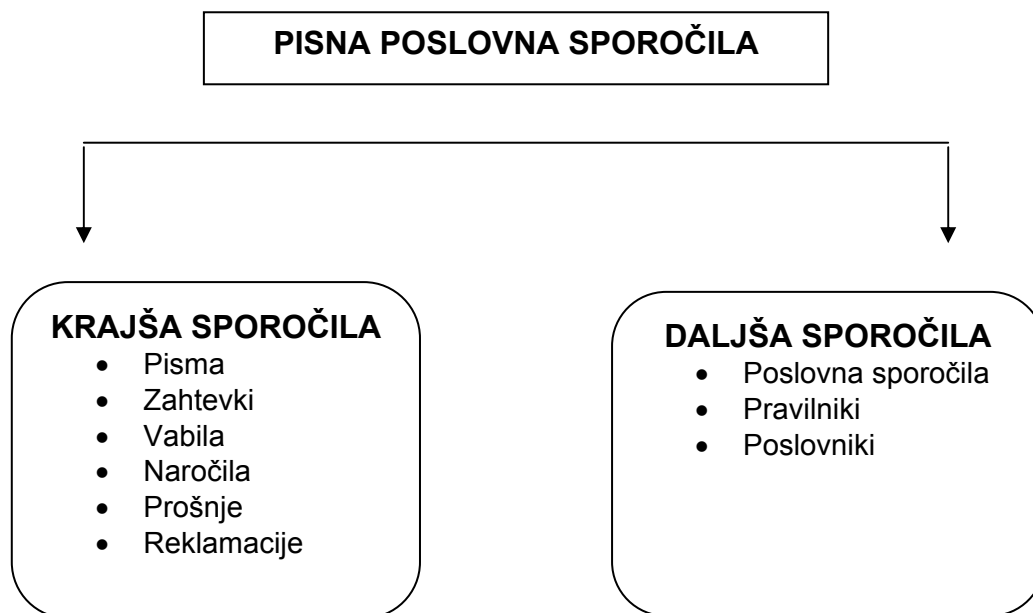 PISNA POSLOVNA SPOROČILA
KRAJŠA SPOROČILA
• Pisma
• Zahtevki
• Vabila
• Naročila
• Prošnje
• Reklamacije
DALJŠA SPOROČILA
• Poslovna sporočila
• Pravilniki
• Poslovniki